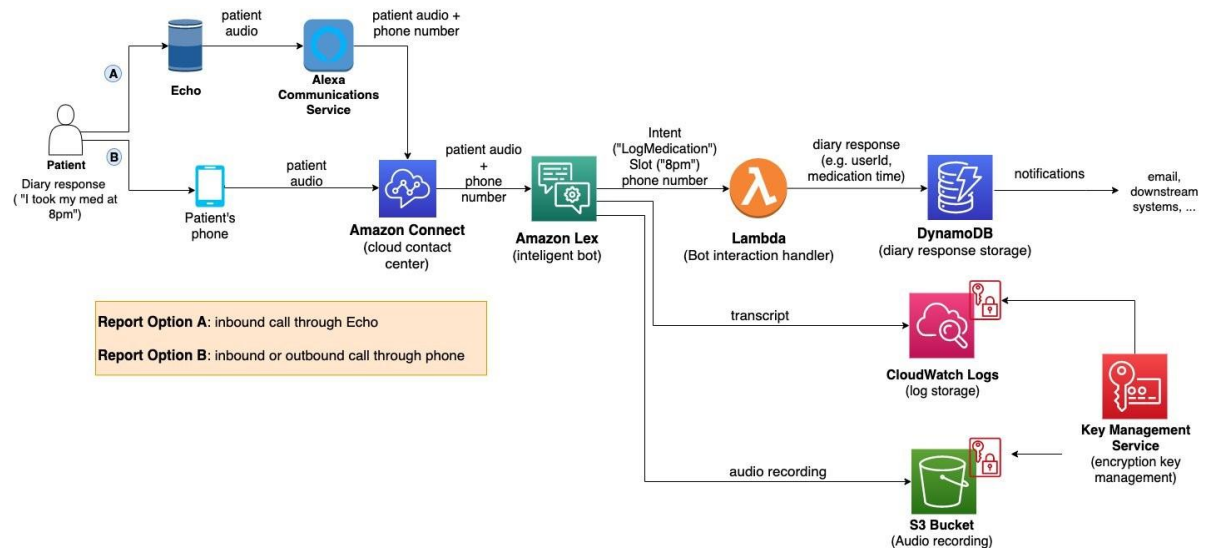 patient
audio
patient audio +
phone number
A
Echo
Alexa
Communications
Service
B
Patient
Diary response
( "I took my med at
8pm")
Patient's
phone
patient
audio
Amazon Connect
(cloud contact
center)
patient audio
+
phone
number
Amazon Lex
(inteligent bot)
Intent
("LogMedication")
Slot ("8pm")
phone number
Lambda
(Bot interaction handler)
diary response
(e.g. userId,
medication time)
DynamoDB
(diary response storage)
notifications
email,
downstream
systems, ...
Report Option A: inbound call through Echo
Report Option B: inbound or outbound call through phone
transcript
CloudWatch Logs
(log storage)
Key Management
Service
(encryption key
management)
audio recording
S3 Bucket
(Audio recording)